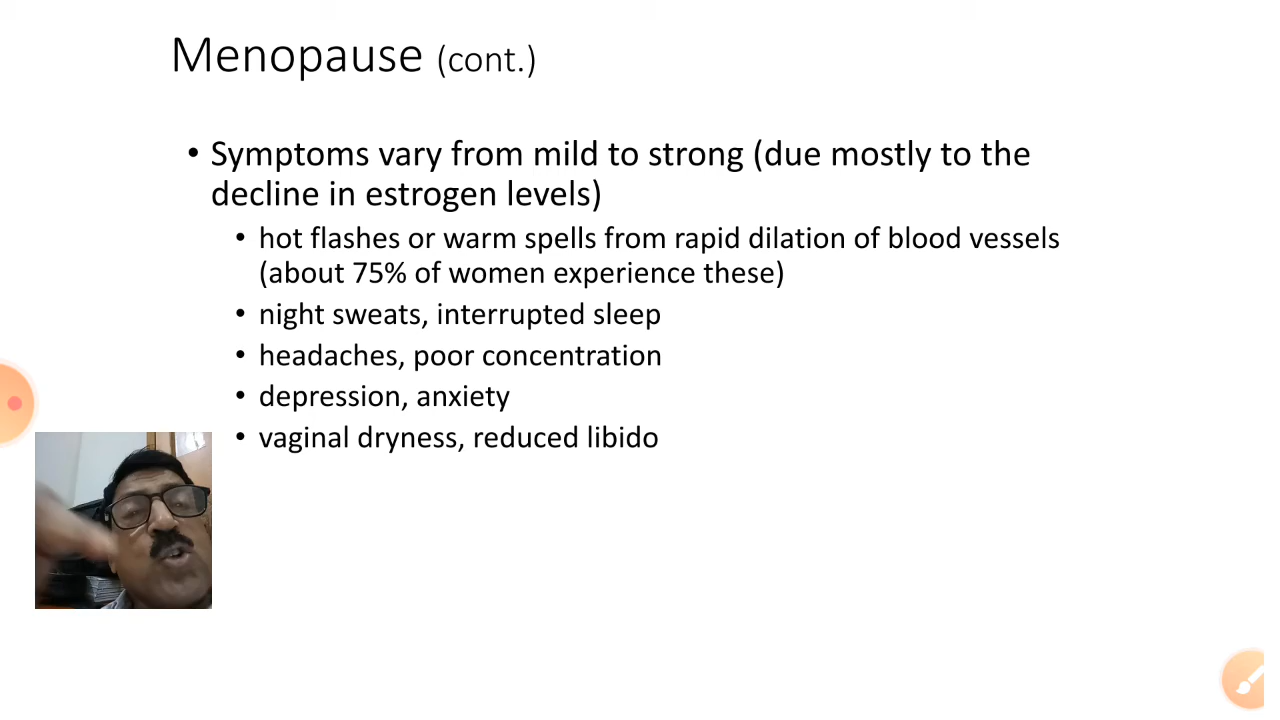 Menopause (cont.)
• Symptoms vary from mild to strong (due mostly to the
decline in estrogen levels)
• hot flashes or warm spells from rapid dilation of blood vessels
(about 75% of women experience these)
• night sweats, interrupted sleep
• headaches, poor concentration
• depression, anxiety
• vaginal dryness, reduced libido